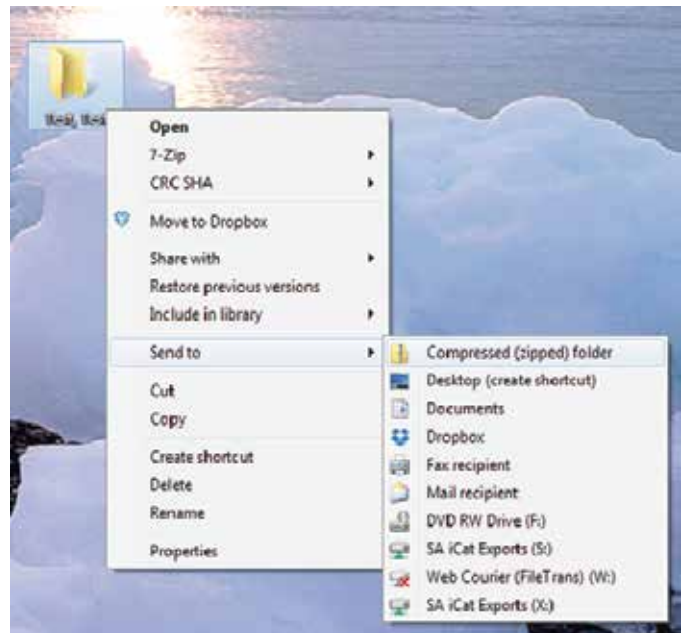 Open
7-Zip
CRC SHA
Move to Dropbox
Share with
Restore previous versions
Include in library
Send to
Cut
Copy
Create shortcut
Delete
Rename
Properties
Compressed (zipped) folder
Desktop (create shortcut)
Documents
Dropbox
Fax recipient
Mail recipient
DVD RW Drive (F:)
SA iCat Exports (S:)
Web Courier (FileTrans) (W:)
SA iCat Exports (X:)